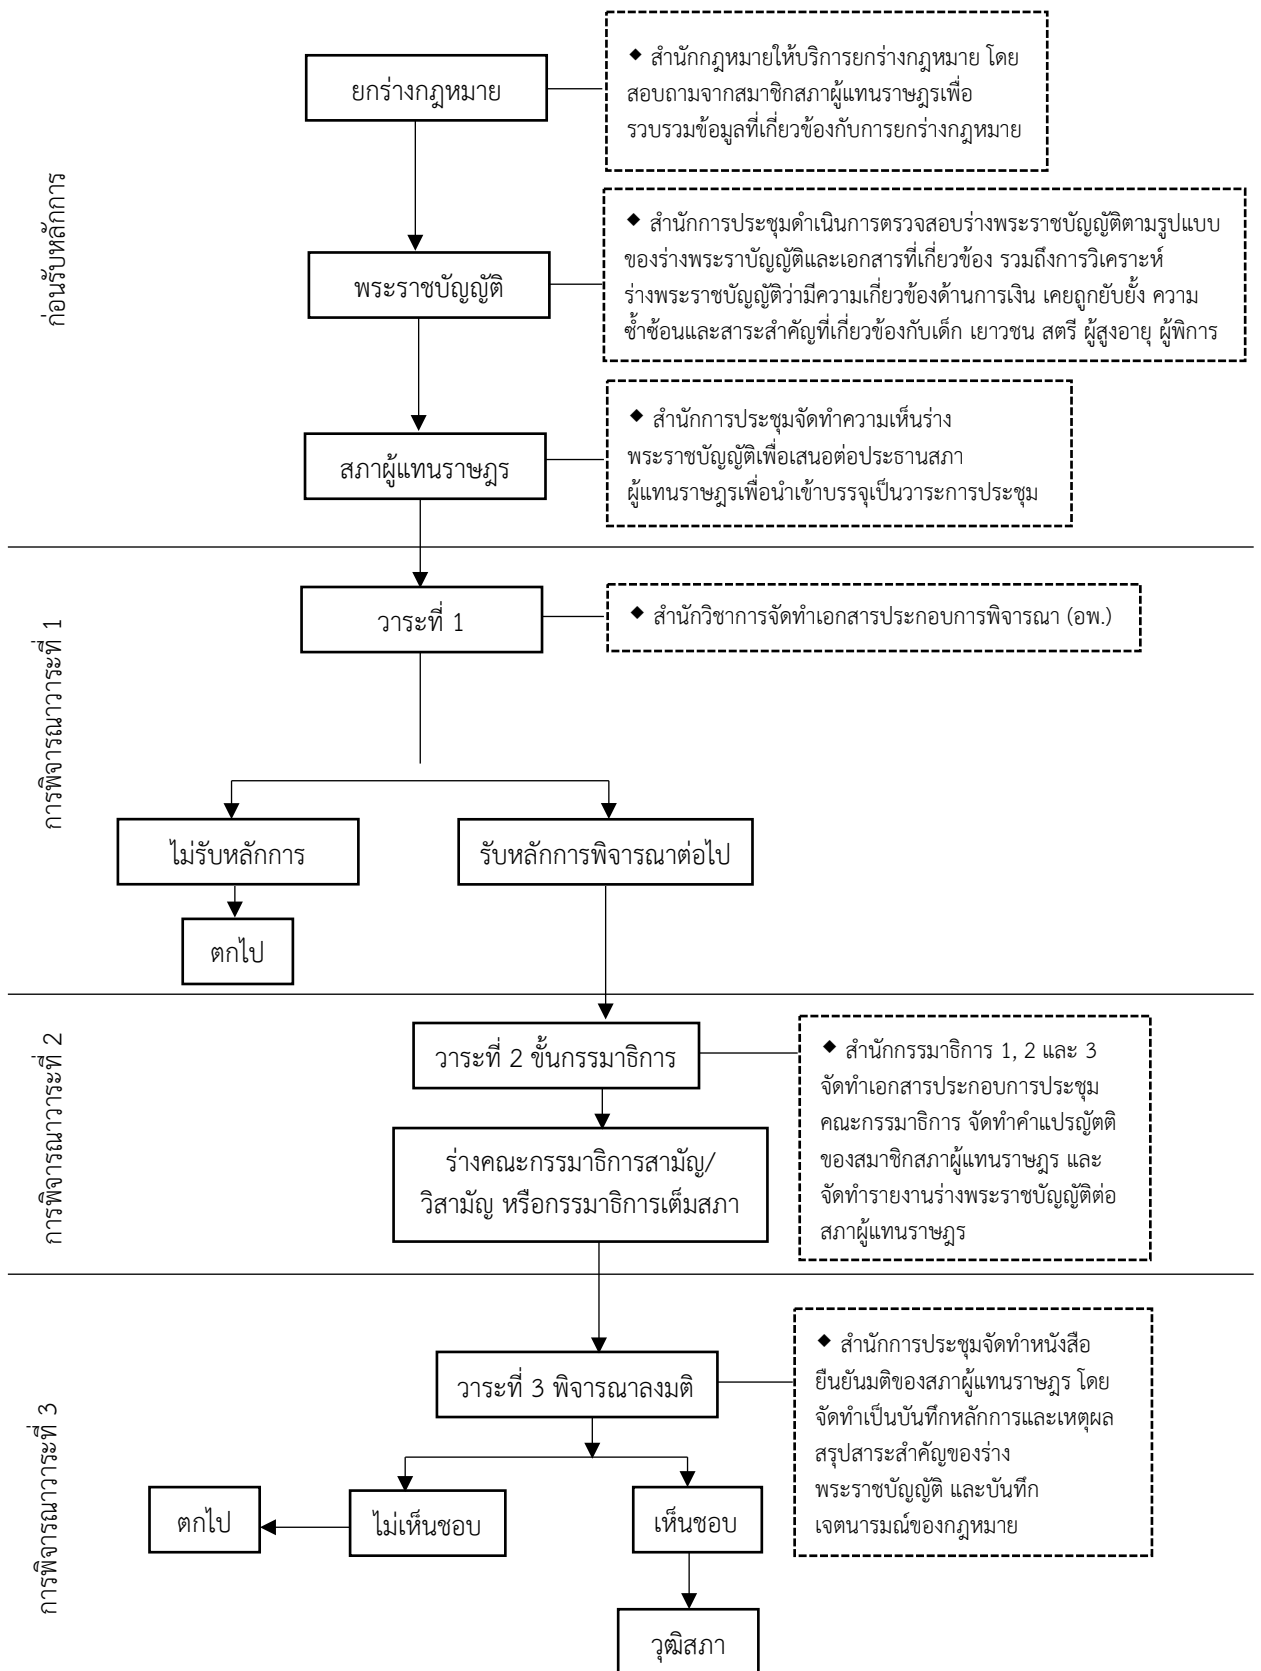 ก่อนรับหลักการ
ยกร่างกฎหมาย
◆ สำนักกฎหมายให้บริการยกร่างกฎหมาย โดย
สอบถามจากสมาชิกสภาผู้แทนราษฎรเพื่อ
รวบรวมข้อมูลที่เกี่ยวข้องกับการยกร่างกฎหมาย
พระราชบัญญัติ
◆ สำนักการประชุมดำเนินการตรวจสอบร่างพระราชบัญญัติตามรูปแบบ
ของร่างพระราบัญญัติและเอกสารที่เกี่ยวข้อง รวมถึงการวิเคราะห์
ร่างพระราชบัญญัติว่ามีความเกี่ยวข้องด้านการเงิน เคยถูกยับยั้ง ความ
ซ้ำซ้อนและสาระสำคัญที่เกี่ยวข้องกับเด็ก เยาวชน สตรี ผู้สูงอายุ ผู้พิการ
สภาผู้แทนราษฎร
◆ สำนักการประชุมจัดทำความเห็นร่าง
พระราชบัญญัติเพื่อเสนอต่อประธานสภา
ผู้แทนราษฎรเพื่อนำเข้าบรรจุเป็นวาระการประชุม
การพิจารณาวาระที่ 1
วาระที่ 1
◆ สำนักวิชาการจัดทำเอกสารประกอบการพิจารณา (อพ.)
ไม่รับหลักการ
รับหลักการพิจารณาต่อไป
ตกไป
การพิจารณาวาระที่ 2
วาระที่ 2 ขั้นกรรมาธิการ
ร่างคณะกรรมาธิการสามัญ/
วิสามัญ หรือกรรมาธิการเต็มสภา
◆ สำนักกรรมาธิการ 1, 2 และ 3
จัดทำเอกสารประกอบการประชุม
คณะกรรมาธิการ จัดทำคำแปรญัตติ
ของสมาชิกสภาผู้แทนราษฎร และ
จัดทำรายงานร่างพระราชบัญญัติต่อ
สภาผู้แทนราษฎร
การพิจารณาวาระที่ 3
วาระที่ 3 พิจารณาลงมติ
◆ สำนักการประชุมจัดทำหนังสือ
ยืนยันมติของสภาผู้แทนราษฎร โดย
จัดทำเป็นบันทึกหลักการและเหตุผล
สรุปสาระสำคัญของร่าง
พระราชบัญญัติ และบันทึก
เจตนารมณ์ของกฎหมาย
ตกไป
ไม่เห็นชอบ
เห็นชอบ
วุฒิสภา